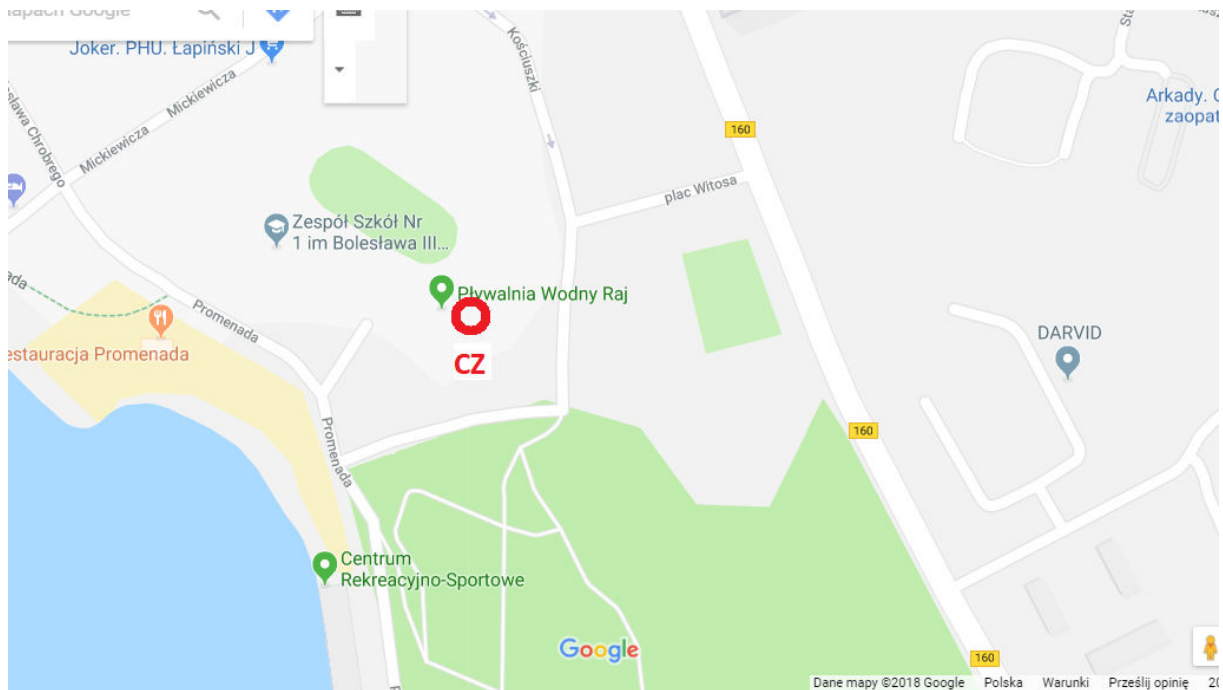 Mapach Google
Joker. PHU. Łapiński J
Mickiewicza
Mickiewicza
Chrobrego
Kościuszki
160
Arkady.
plac Witosa
Zespół Szkół Nr
1 im Bolesława III...
Pływalnia Wodny Raj
CZ
Promenada
Restauracja Promenada
DARVID
Promenada
160
Centrum
Rekreacyjno-Sportowe
Google
160
Dane mapy ©2018 Google Polska Warunki Prześlij opinię